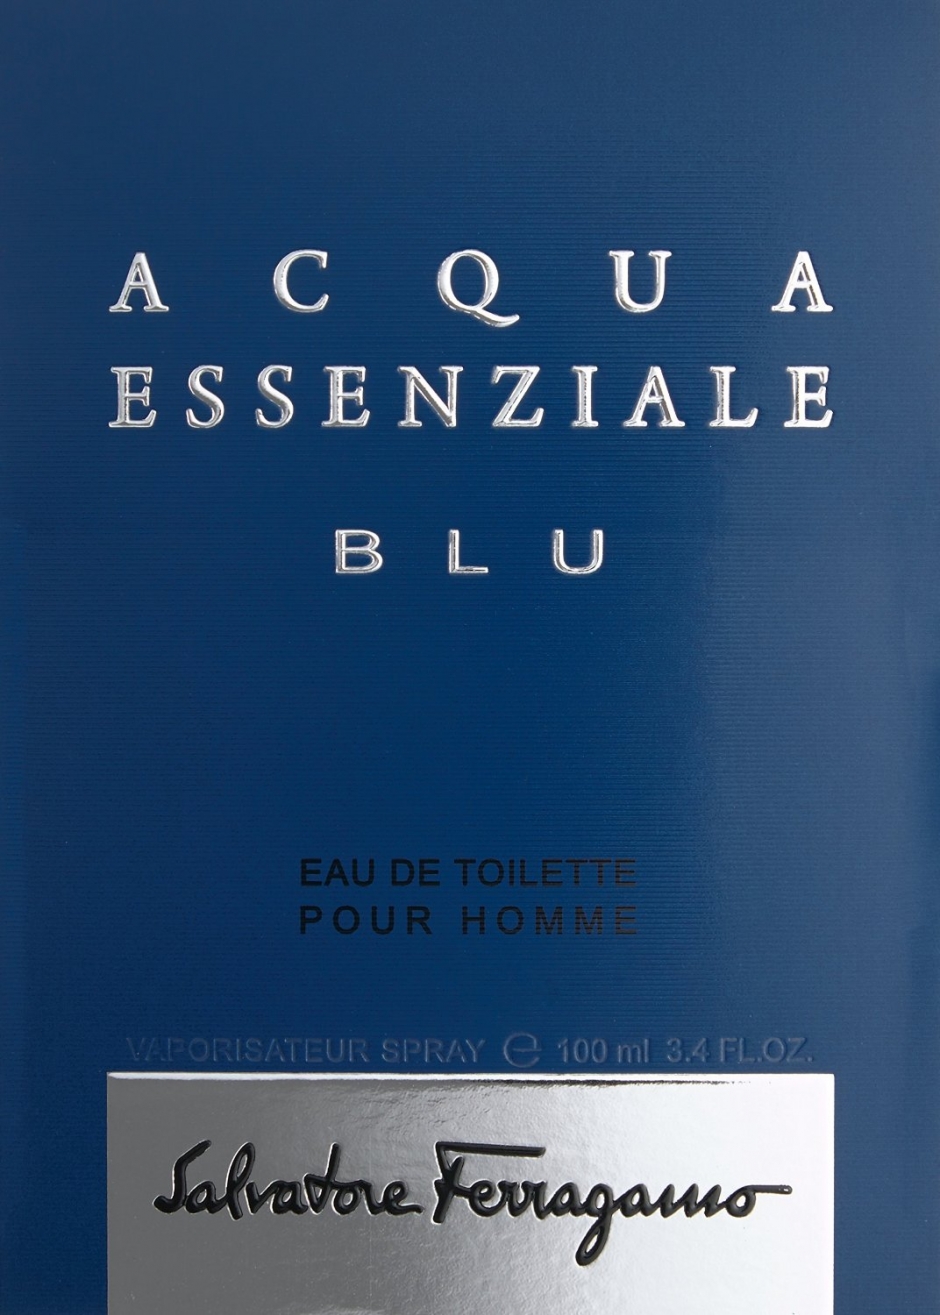 ACQUA
ESSENZIALE
BLU
EAU DE TOILETTE
POUR HOMME
VAPORISATEUR SPRAY ℮ 100 ml 3.4 FL.OZ.
Salvatore Ferragamo